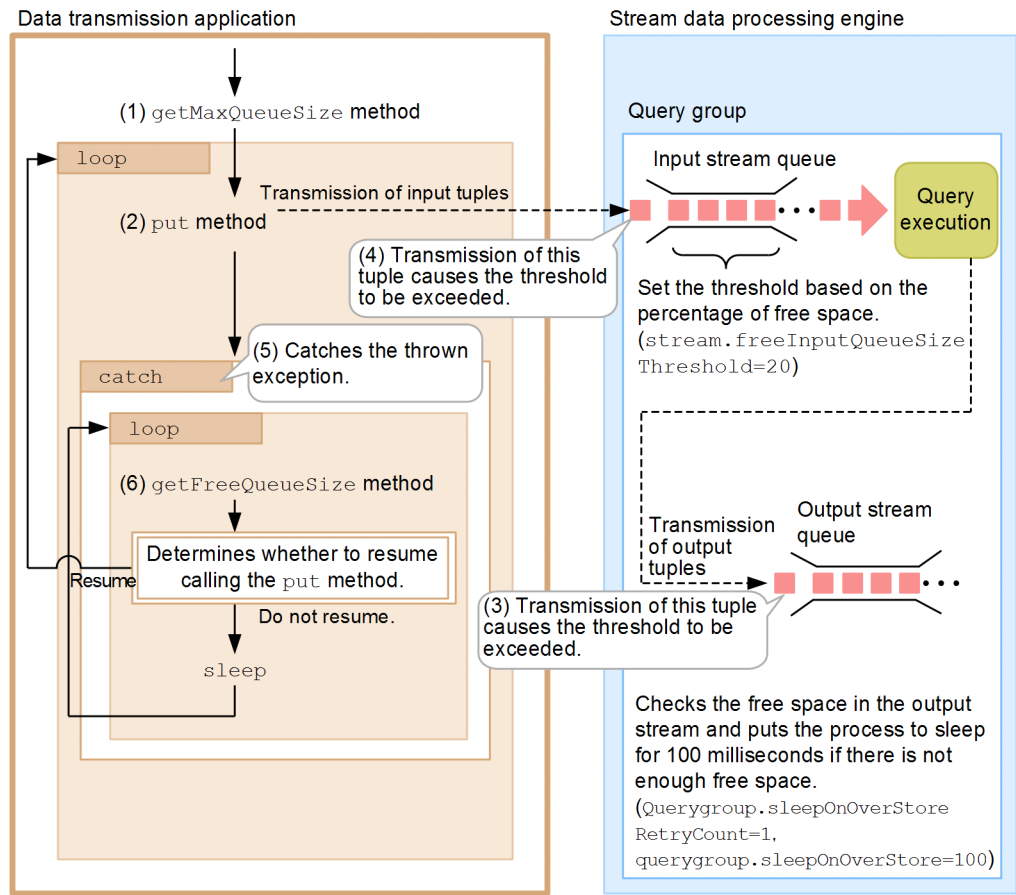 Data transmission application
(1) getMaxQueueSize method
loop
(2) put method
Transmission of input tuples
(4) Transmission of this
tuple causes the threshold
to be exceeded.
(5) Catches the thrown
exception.
catch
loop
(6) getFreeQueueSize method
Determines whether to resume
calling the put method.
Resume
Do not resume.
sleep
Stream data processing engine
Query group
Input stream queue
Query
execution
Set the threshold based on the
percentage of free space.
(stream.freeInputQueueSize
Threshold=20)
Transmission
of output
tuples
Output stream
queue
(3) Transmission of this tuple
causes the threshold to be
exceeded.
Checks the free space in the output
stream and puts the process to sleep
for 100 milliseconds if there is not
enough free space.
(Querygroup.sleepOnOverStore
RetryCount=1,
querygroup.sleepOnOverStore=100)